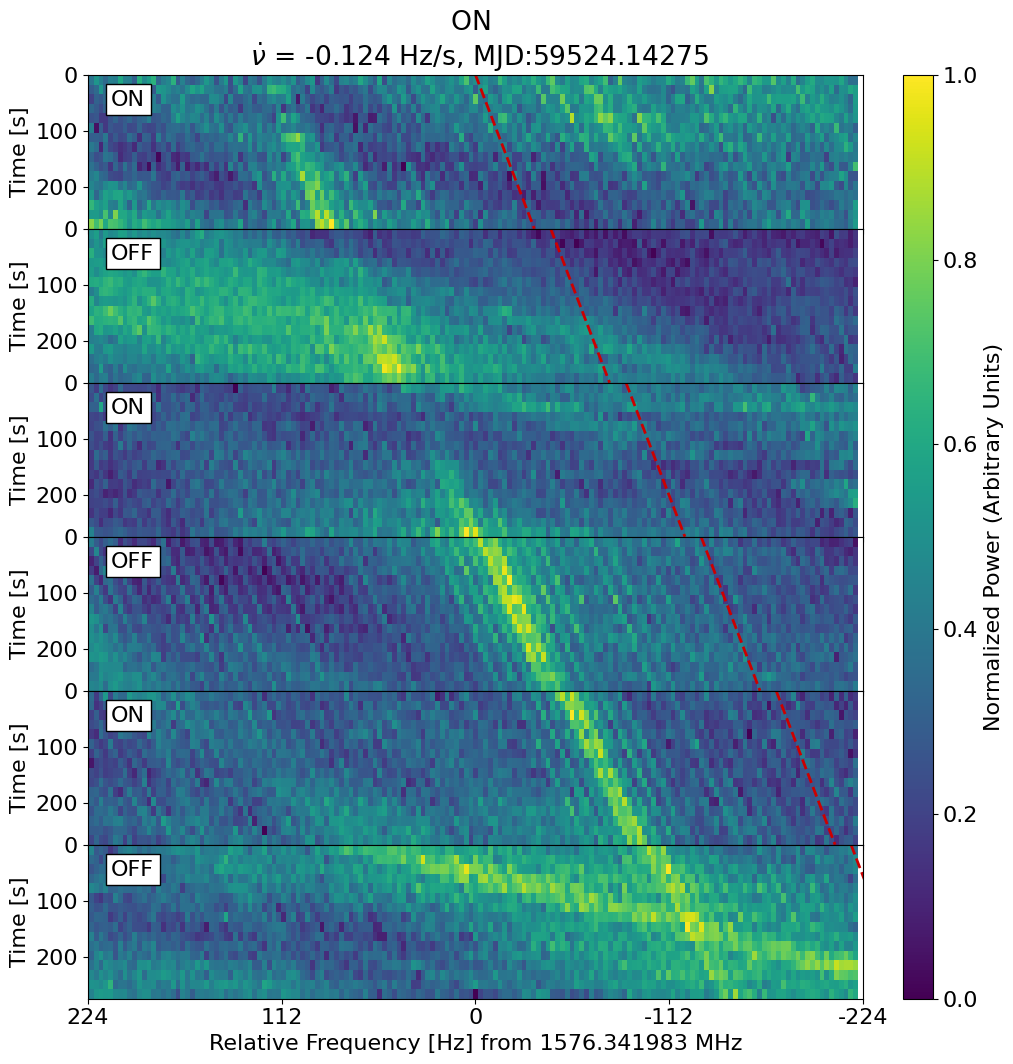 ON
ν̇ = -0.124 Hz/s, MJD:59524.14275
0
ON
100
200
Time [s]
0
OFF
100
200
Time [s]
0
ON
100
200
Time [s]
0
OFF
100
200
Time [s]
0
ON
100
200
Time [s]
0
OFF
100
200
Time [s]
224 112 0 -112 -224
Relative Frequency [Hz] from 1576.341983 MHz
1.0
0.8
0.6
0.4
0.2
0.0
Normalized Power (Arbitrary Units)